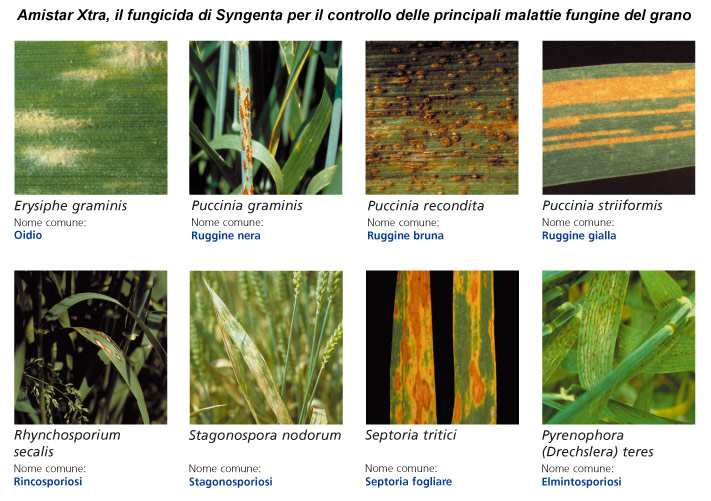 Amistar Xtra, il fungicida di Syngenta per il controllo delle principali malattie fungine del grano
Erysiphe graminis
Nome comune:
Oidio
Puccinia graminis
Nome comune:
Ruggine nera
Puccinia recondita
Nome comune:
Ruggine bruna
Puccinia striiformis
Nome comune:
Ruggine gialla
Rhynchosporium
secalis
Nome comune:
Rincosporiosi
Stagonospora nodorum
Nome comune:
Stagonosporiosi
Septoria tritici
Nome comune:
Septoria fogliare
Pyrenophora
(Drechslera) teres
Nome comune:
Elmintosporiosi